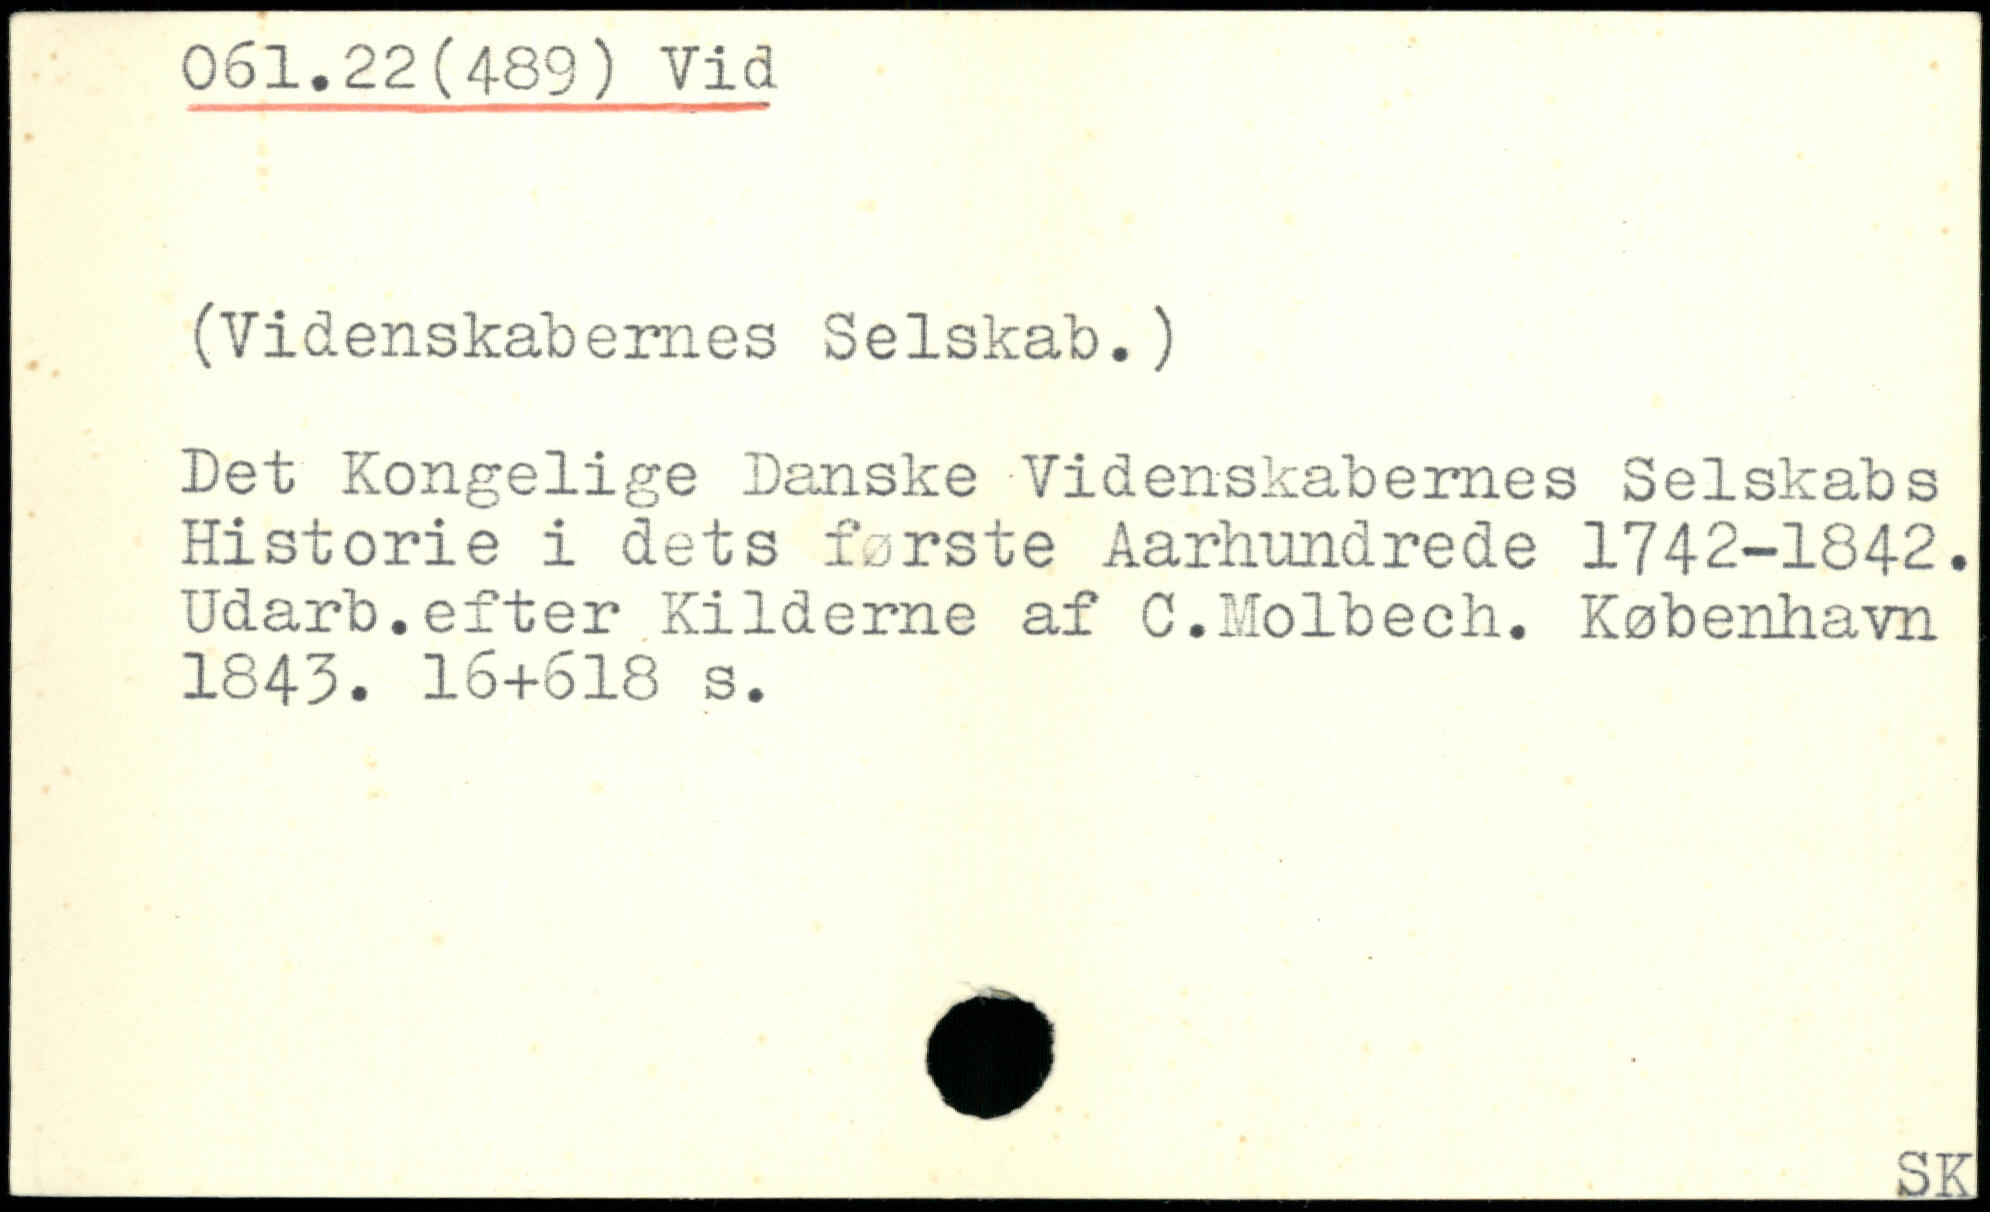 061.22(489) Vid
(Videnskabernes Selskab.)
Det Kongelige Danske Videnskabernes Selskabs
Historie i dets første Aarhundrede 1742-1842.
Udarb.efter Kilderne af C.Molbech. København
1843. 16+618 s.
SK